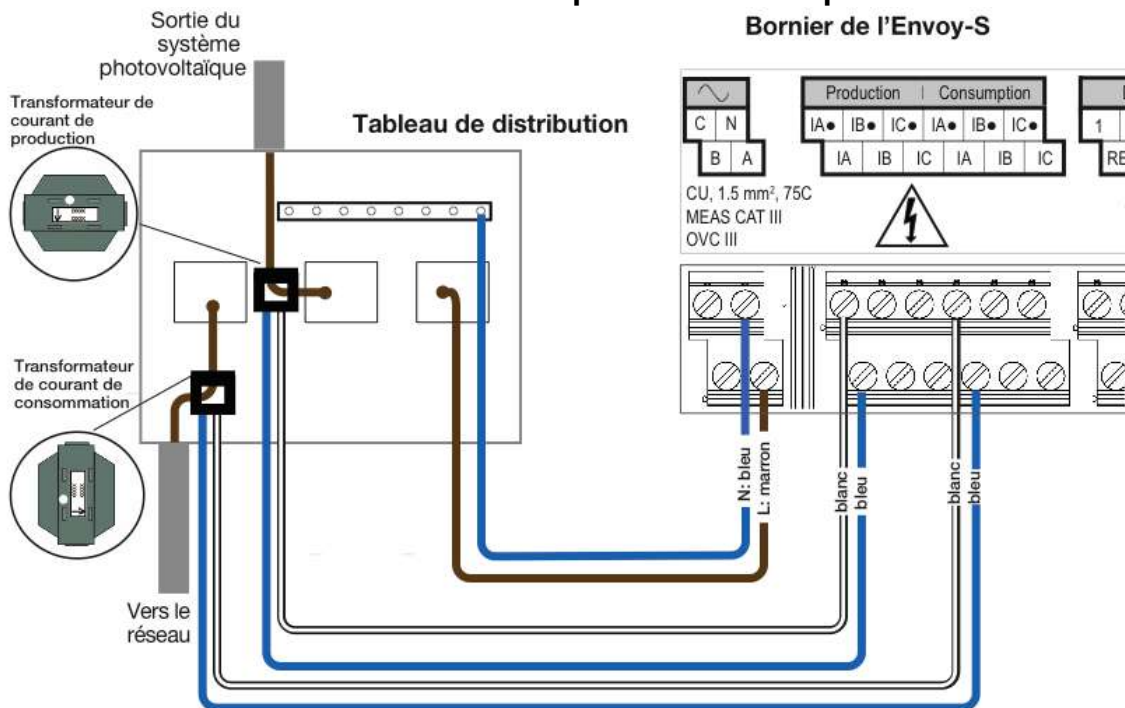 Sortie du
système
photovoltaïque
Bornier de l'Envoy-S
Transformateur de
courant de
production
Tableau de distribution
Production | Consumption
C N
IA● IB● IC● IA● IB● IC●
1
B A
IA IB IC IA IB IC
RE
CU, 1.5 mm², 75C
MEAS CAT III
OVC III
Transformateur
de courant de
consommation
N: bleu
L: marron
blanc
bleu
blanc
bleu
Vers le
réseau